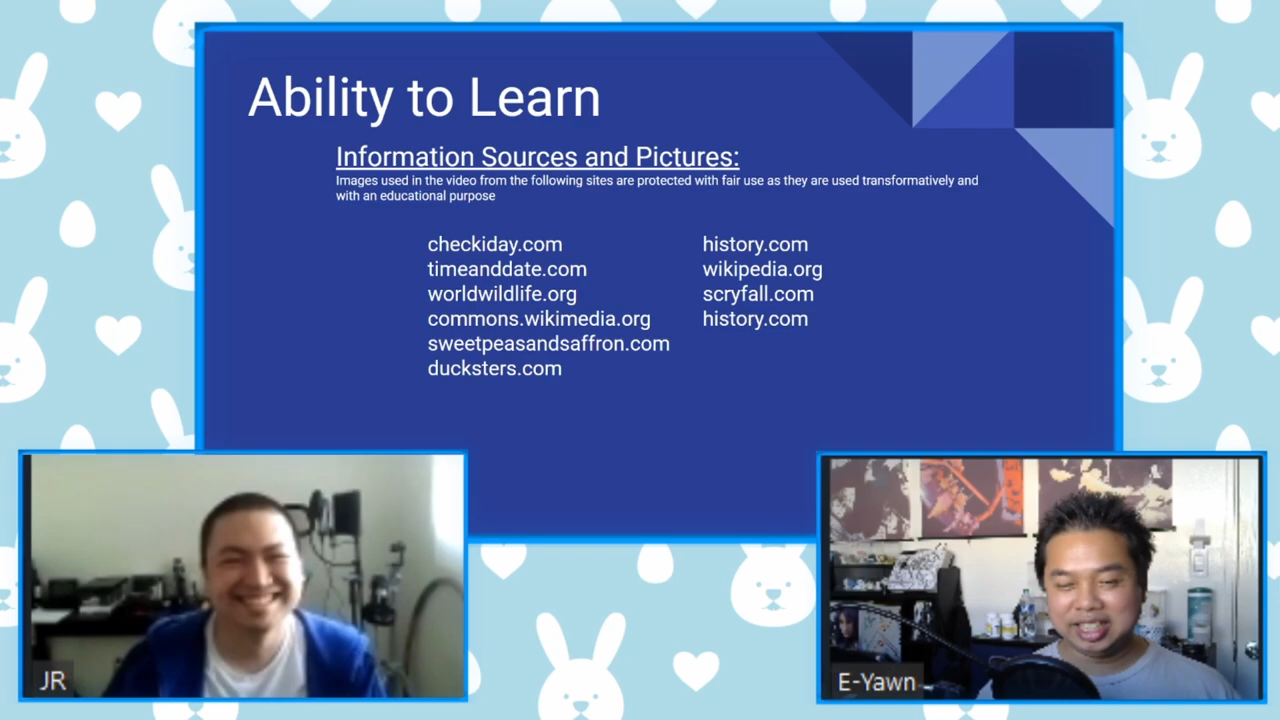 Ability to Learn
Information Sources and Pictures:
Images used in the video from the following sites are protected with fair use as they are used transformatively and
with an educational purpose
checkiday.com
timeanddate.com
worldwildlife.org
commons.wikimedia.org
sweetpeasandsaffron.com
ducksters.com
history.com
wikipedia.org
scryfall.com
history.com
JR
E-Yawn